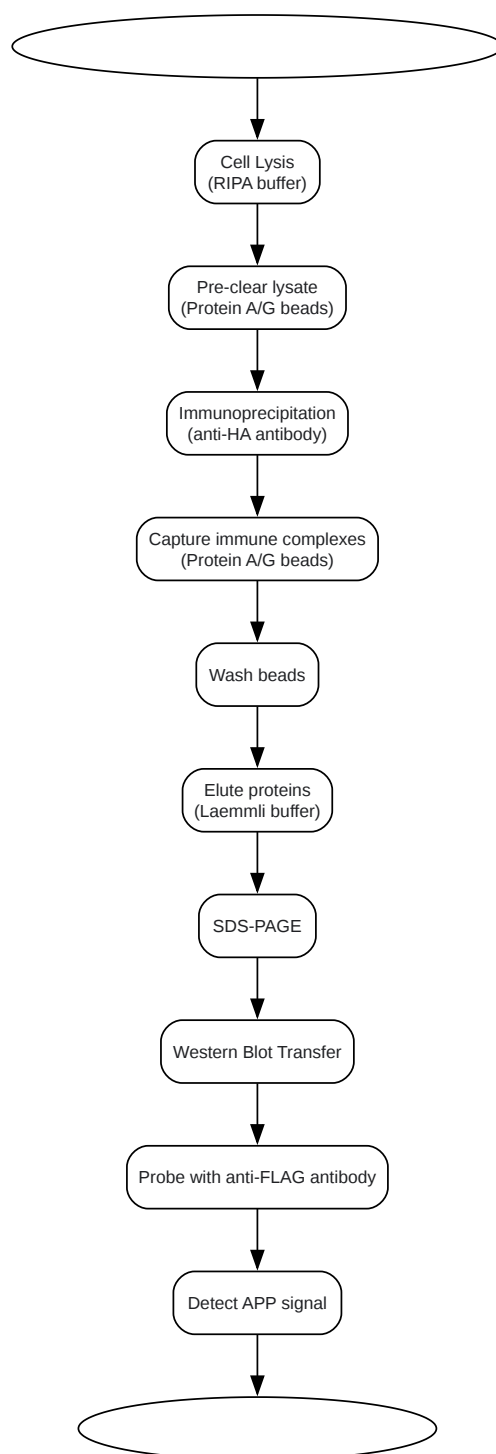 Cell Lysis
(RIPA buffer)
Pre-clear lysate
(Protein A/G beads)
Immunoprecipitation
(anti-HA antibody)
Capture immune complexes
(Protein A/G beads)
Wash beads
Elute proteins
(Laemmli buffer)
SDS-PAGE
Western Blot Transfer
Probe with anti-FLAG antibody
Detect APP signal